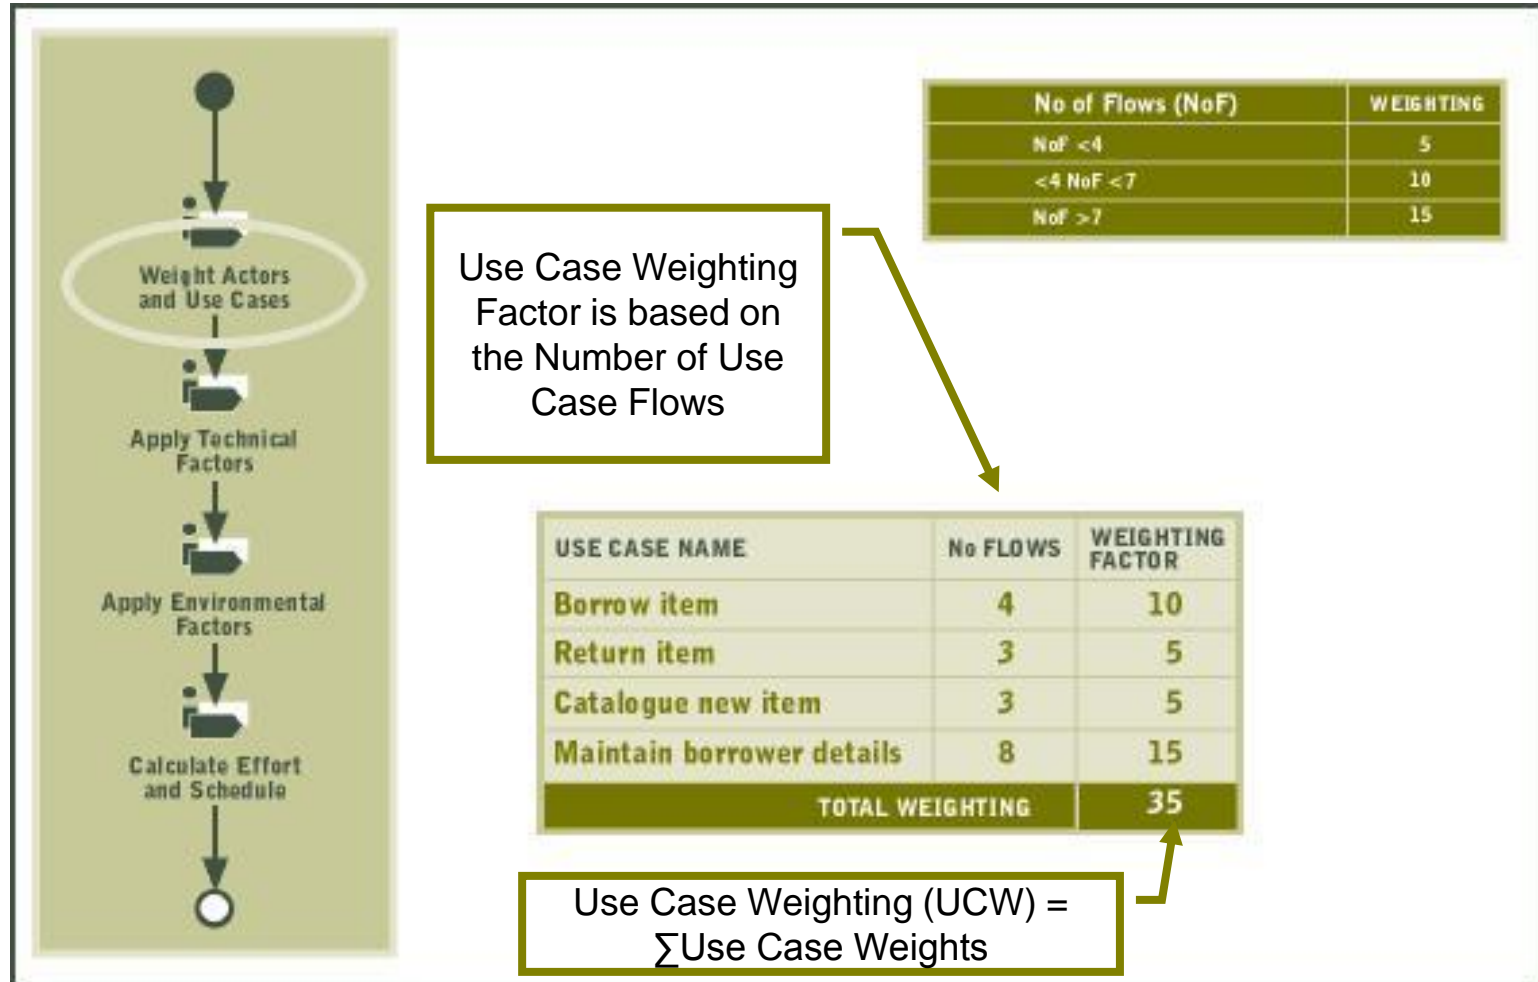 Weight Actors
and Use Cases
Apply Technical
Factors
Apply Environmental
Factors
Calculate Effort
and Schedule
No of Flows (NoF) WEIGHTING
NoF <4 5
<4 NoF <7 10
NoF >7 15
Use Case Weighting
Factor is based on
the Number of Use
Case Flows
USE CASE NAME No FLOWS WEIGHTING
FACTOR
Borrow item 4 10
Return item 3 5
Catalogue new item 3 5
Maintain borrower details 8 15
TOTAL WEIGHTING 35
Use Case Weighting (UCW) =
∑Use Case Weights